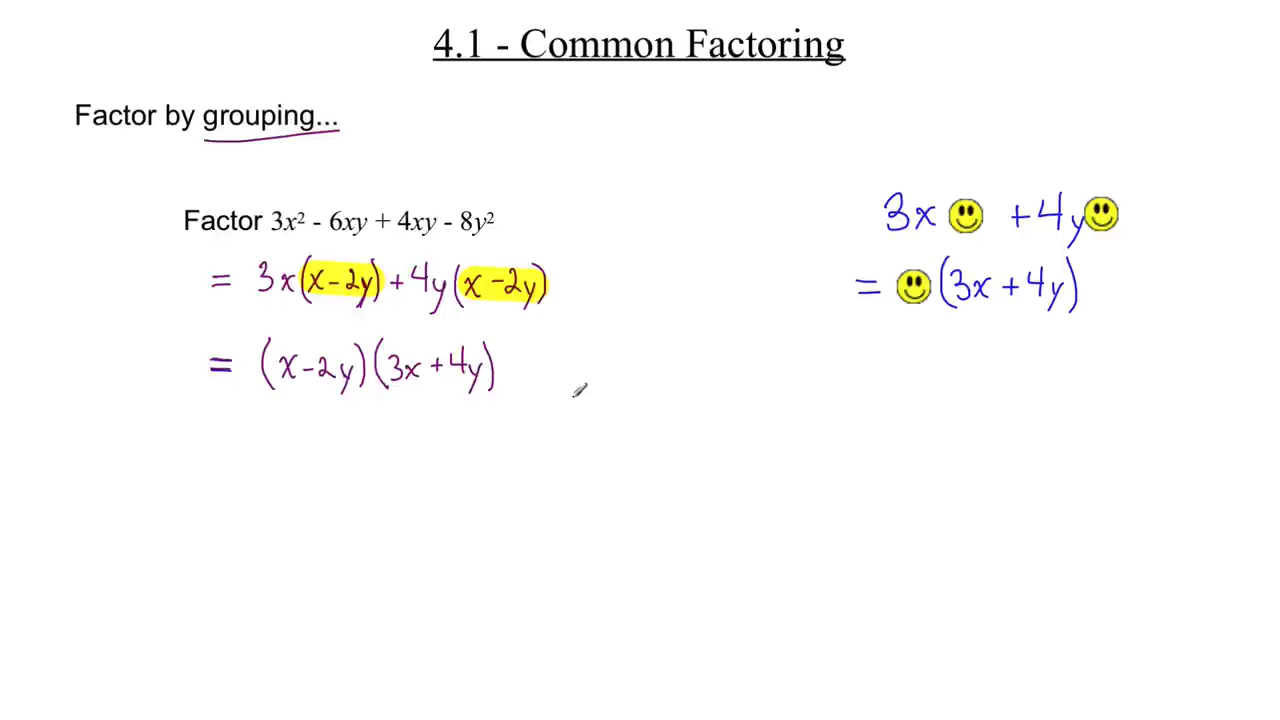 4.1 - Common Factoring
Factor by grouping...
Factor 3x² - 6xy + 4xy - 8y²
= 3x(x-2y)+4y(x-2y)
= (x-2y)(3x+4y)
3x +4y
= (3x+4y)